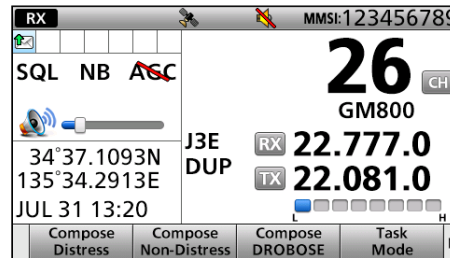 RX MMSI:123456789
SQL NB AGC
26 CH
GM800
J3E RX 22.777.0
DUP TX 22.081.0
34°37.1093N
135°34.2913E
JUL 31 13:20
L H
Compose Distress
Compose Non-Distress
Compose DROBOSE
Task Mode